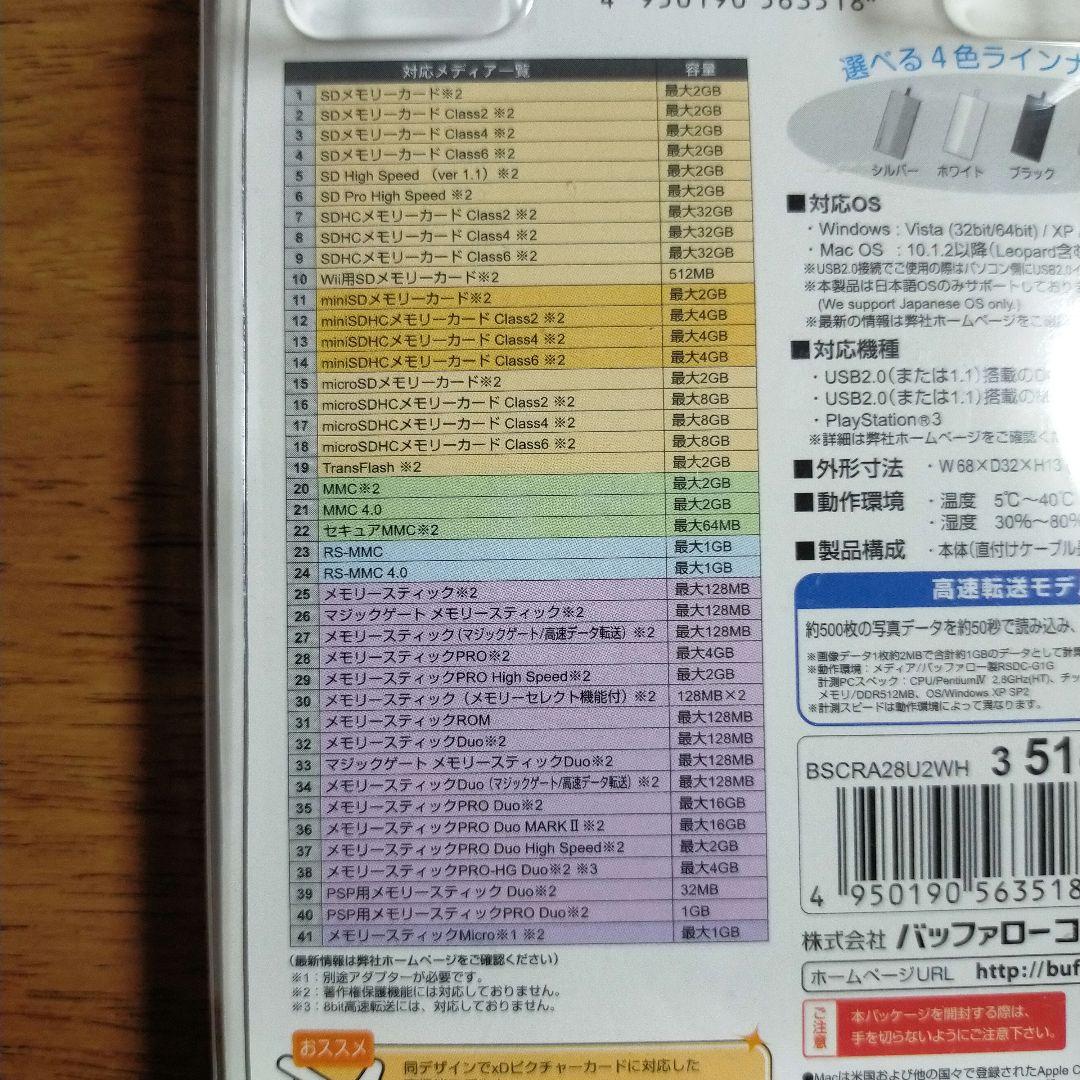 4 950190 563518
対応メディア一覧 容量
1 SDメモリーカード※2 最大2GB
2 SDメモリーカード Class2 ※2 最大2GB
3 SDメモリーカード Class4 ※2 最大2GB
4 SDメモリーカード Class6 ※2 最大2GB
5 SD High Speed （ver 1.1）※2 最大2GB
6 SD Pro High Speed ※2 最大2GB
7 SDHCメモリーカード Class2 ※2 最大32GB
8 SDHCメモリーカード Class4 ※2 最大32GB
9 SDHCメモリーカード Class6 ※2 最大32GB
10 Wii用SDメモリーカード※2 512MB
11 miniSDメモリーカード※2 最大2GB
12 miniSDHCメモリーカード Class2 ※2 最大4GB
13 miniSDHCメモリーカード Class4 ※2 最大4GB
14 miniSDHCメモリーカード Class6 ※2 最大4GB
15 microSDメモリーカード※2 最大2GB
16 microSDHCメモリーカード Class2 ※2 最大8GB
17 microSDHCメモリーカード Class4 ※2 最大8GB
18 microSDHCメモリーカード Class6 ※2 最大8GB
19 TransFlash ※2 最大2GB
20 MMC※2 最大2GB
21 MMC 4.0 最大2GB
22 セキュアMMC※2 最大64MB
23 RS-MMC 最大1GB
24 RS-MMC 4.0 最大1GB
25 メモリースティック※2 最大128MB
26 マジックゲート メモリースティック※2 最大128MB
27 メモリースティック（マジックゲート/高速データ転送）※2 最大128MB
28 メモリースティックPRO※2 最大4GB
29 メモリースティックPRO High Speed※2 最大2GB
30 メモリースティック（メモリーセレクト機能付）※2 128MB×2
31 メモリースティックROM 最大128MB
32 メモリースティックDuo※2 最大128MB
33 マジックゲート メモリースティックDuo※2 最大128MB
34 メモリースティックDuo（マジックゲート/高速データ転送）※2 最大128MB
35 メモリースティックPRO Duo※2 最大16GB
36 メモリースティックPRO Duo MARKⅡ※2 最大16GB
37 メモリースティックPRO Duo High Speed※2 最大2GB
38 メモリースティックPRO-HG Duo※2 ※3 最大4GB
39 PSP用メモリースティック Duo※2 32MB
40 PSP用メモリースティックPRO Duo※2 1GB
41 メモリースティックMicro※1 ※2 最大1GB
（最新情報は弊社ホームページをご確認ください）
※1：別途アダプターが必要です。
※2：著作権保護機能には対応しておりません。
※3：8bit高速転送には、対応しておりません。
おススメ
同デザインでxDピクチャーカードに対応した
選べる4色ライン
シルバー ホワイト ブラック
■対応OS
・Windows：Vista (32bit/64bit) / XP
・Mac OS ：10.1.2以降（Leopard含
※USB2.0接続でご使用の際はパソコン側にUSB2.0
※本製品は日本語OSのみサポートして
(We support Japanese OS only.)
※最新の情報は弊社ホームページをご確認
■対応機種
・USB2.0（または1.1）搭載の
・USB2.0（または1.1）搭載の
・PlayStation®3
※詳細は弊社ホームページをご確認
■外形寸法 ・W68×D32×H13
■動作環境 ・温度 5℃～40℃
・湿度 30％～80％
■製品構成 ・本体（直付けケーブル
高速転送モデ
約500枚の写真データを約50秒で読み込み、
※画像データ1枚約2MBで合計約1GBのデータとして
※動作環境：メディア/バッファロー製RSDC-G1G
計測PCスペック：CPU/PentiumⅣ 2.8GHz(HT)、
メモリ/DDR512MB、OS/Windows XP SP2
※計測スピードは動作環境によって異なります。
BSCRA28U2WH 3 51
4 950190 563518
株式会社 バッファローコ
ホームページURL http://buf
ご注意
本パッケージを開封する際は、
手を切らないようにご注意下さい。
●Macは米国および他の国々で登録されたApple C